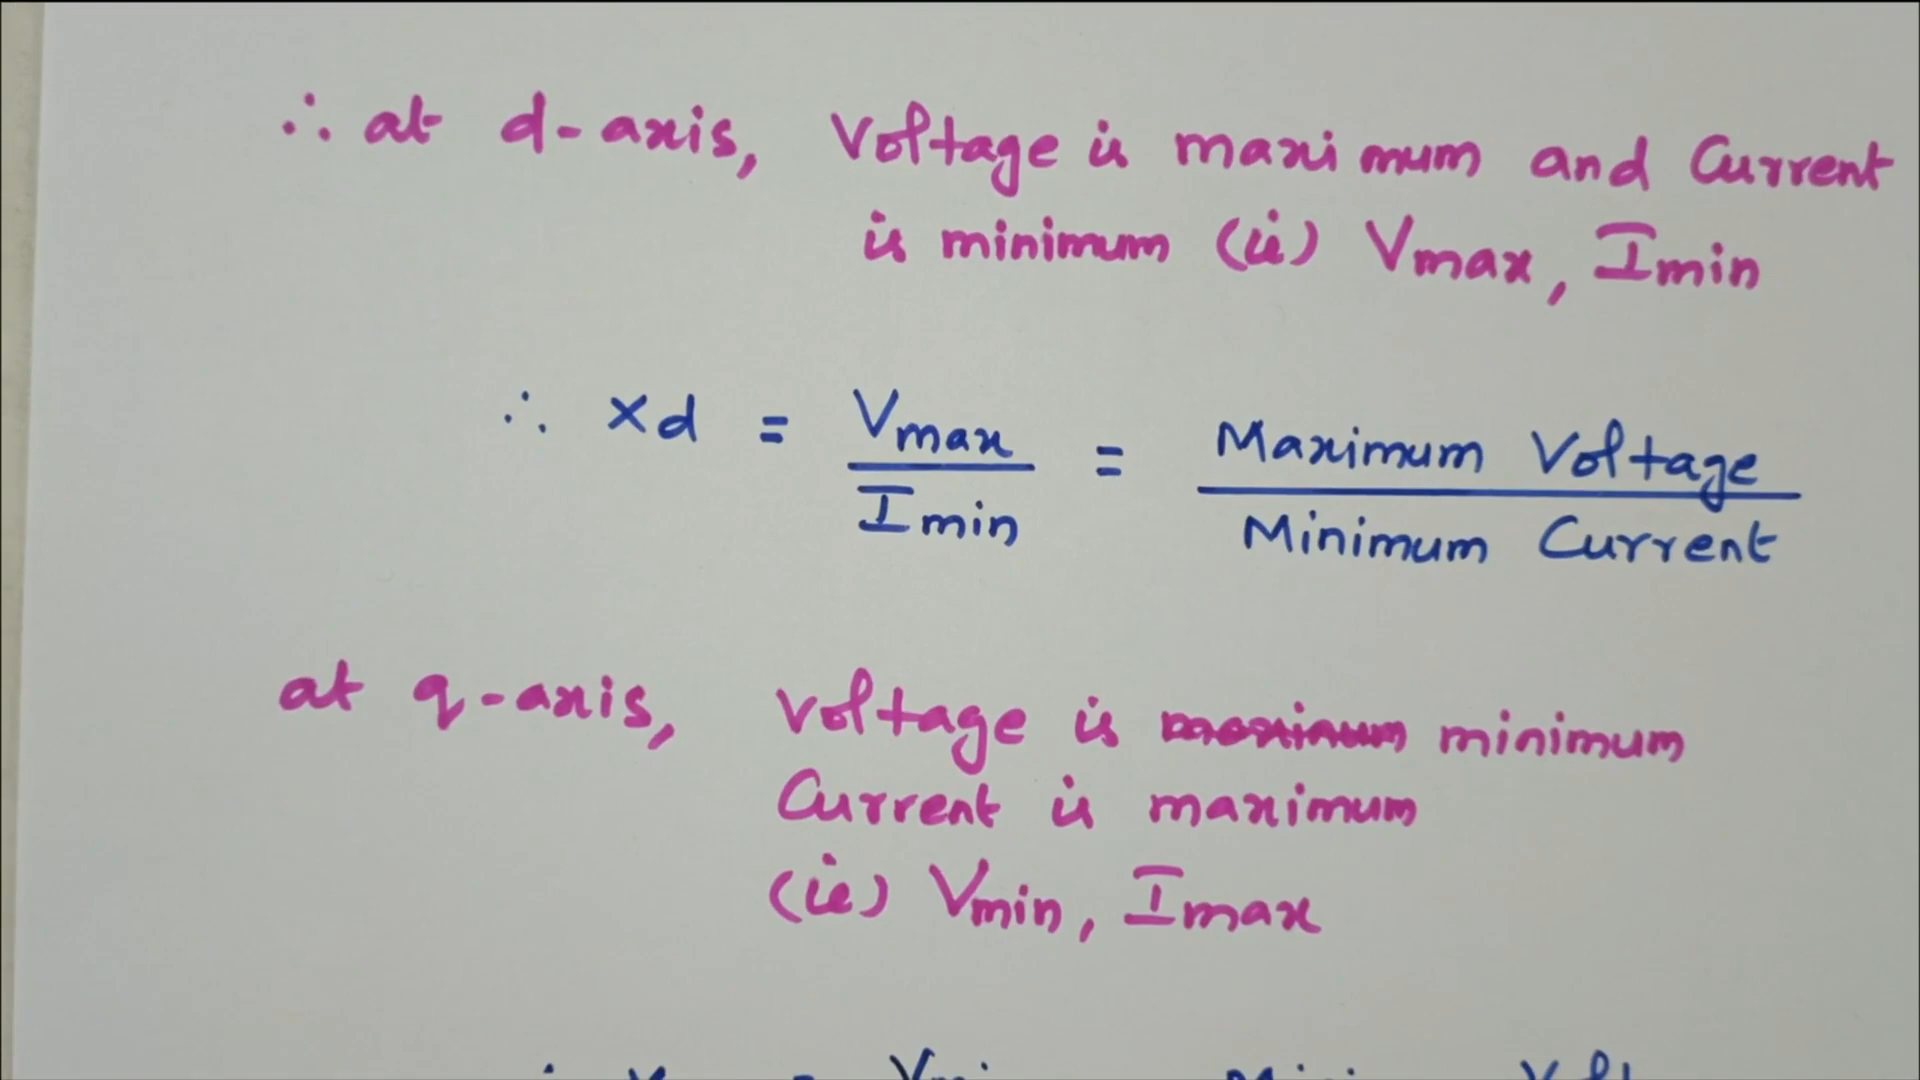 ∴ at d-axis, Voltage is maximum and Current
is minimum (ie) Vmax, Imin
∴ Xd = Vmax / Imin = Maximum Voltage / Minimum Current
at q-axis, Voltage is minimum
Current is maximum
(ie) Vmin, Imax